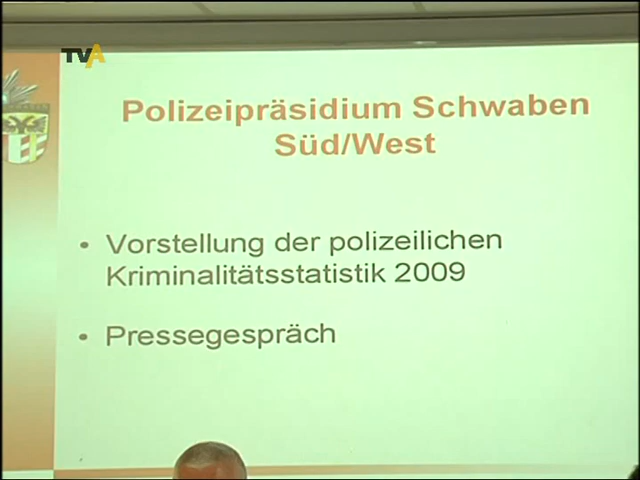 TVA
Polizeipräsidium Schwaben
Süd/West
• Vorstellung der polizeilichen
Kriminalitätsstatistik 2009
• Pressegespräch